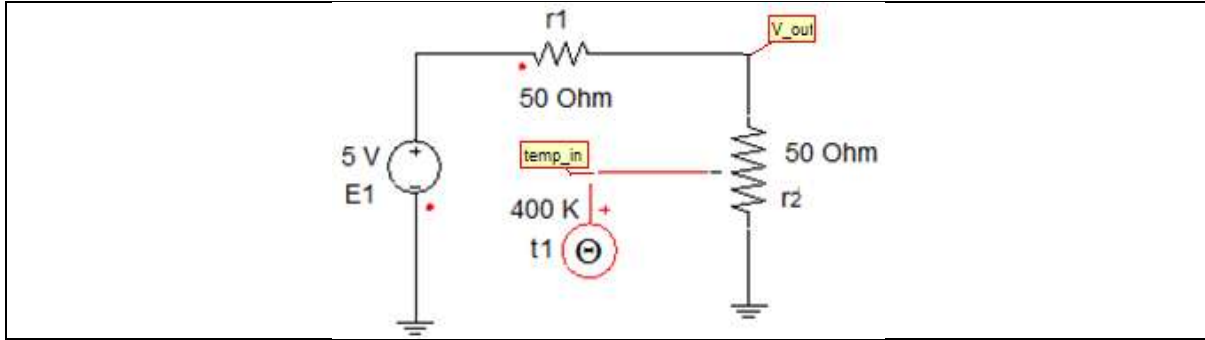 r1
V_out
50 Ohm
5 V
E1
temp_in
50 Ohm
r2
400 K
t1
Θ